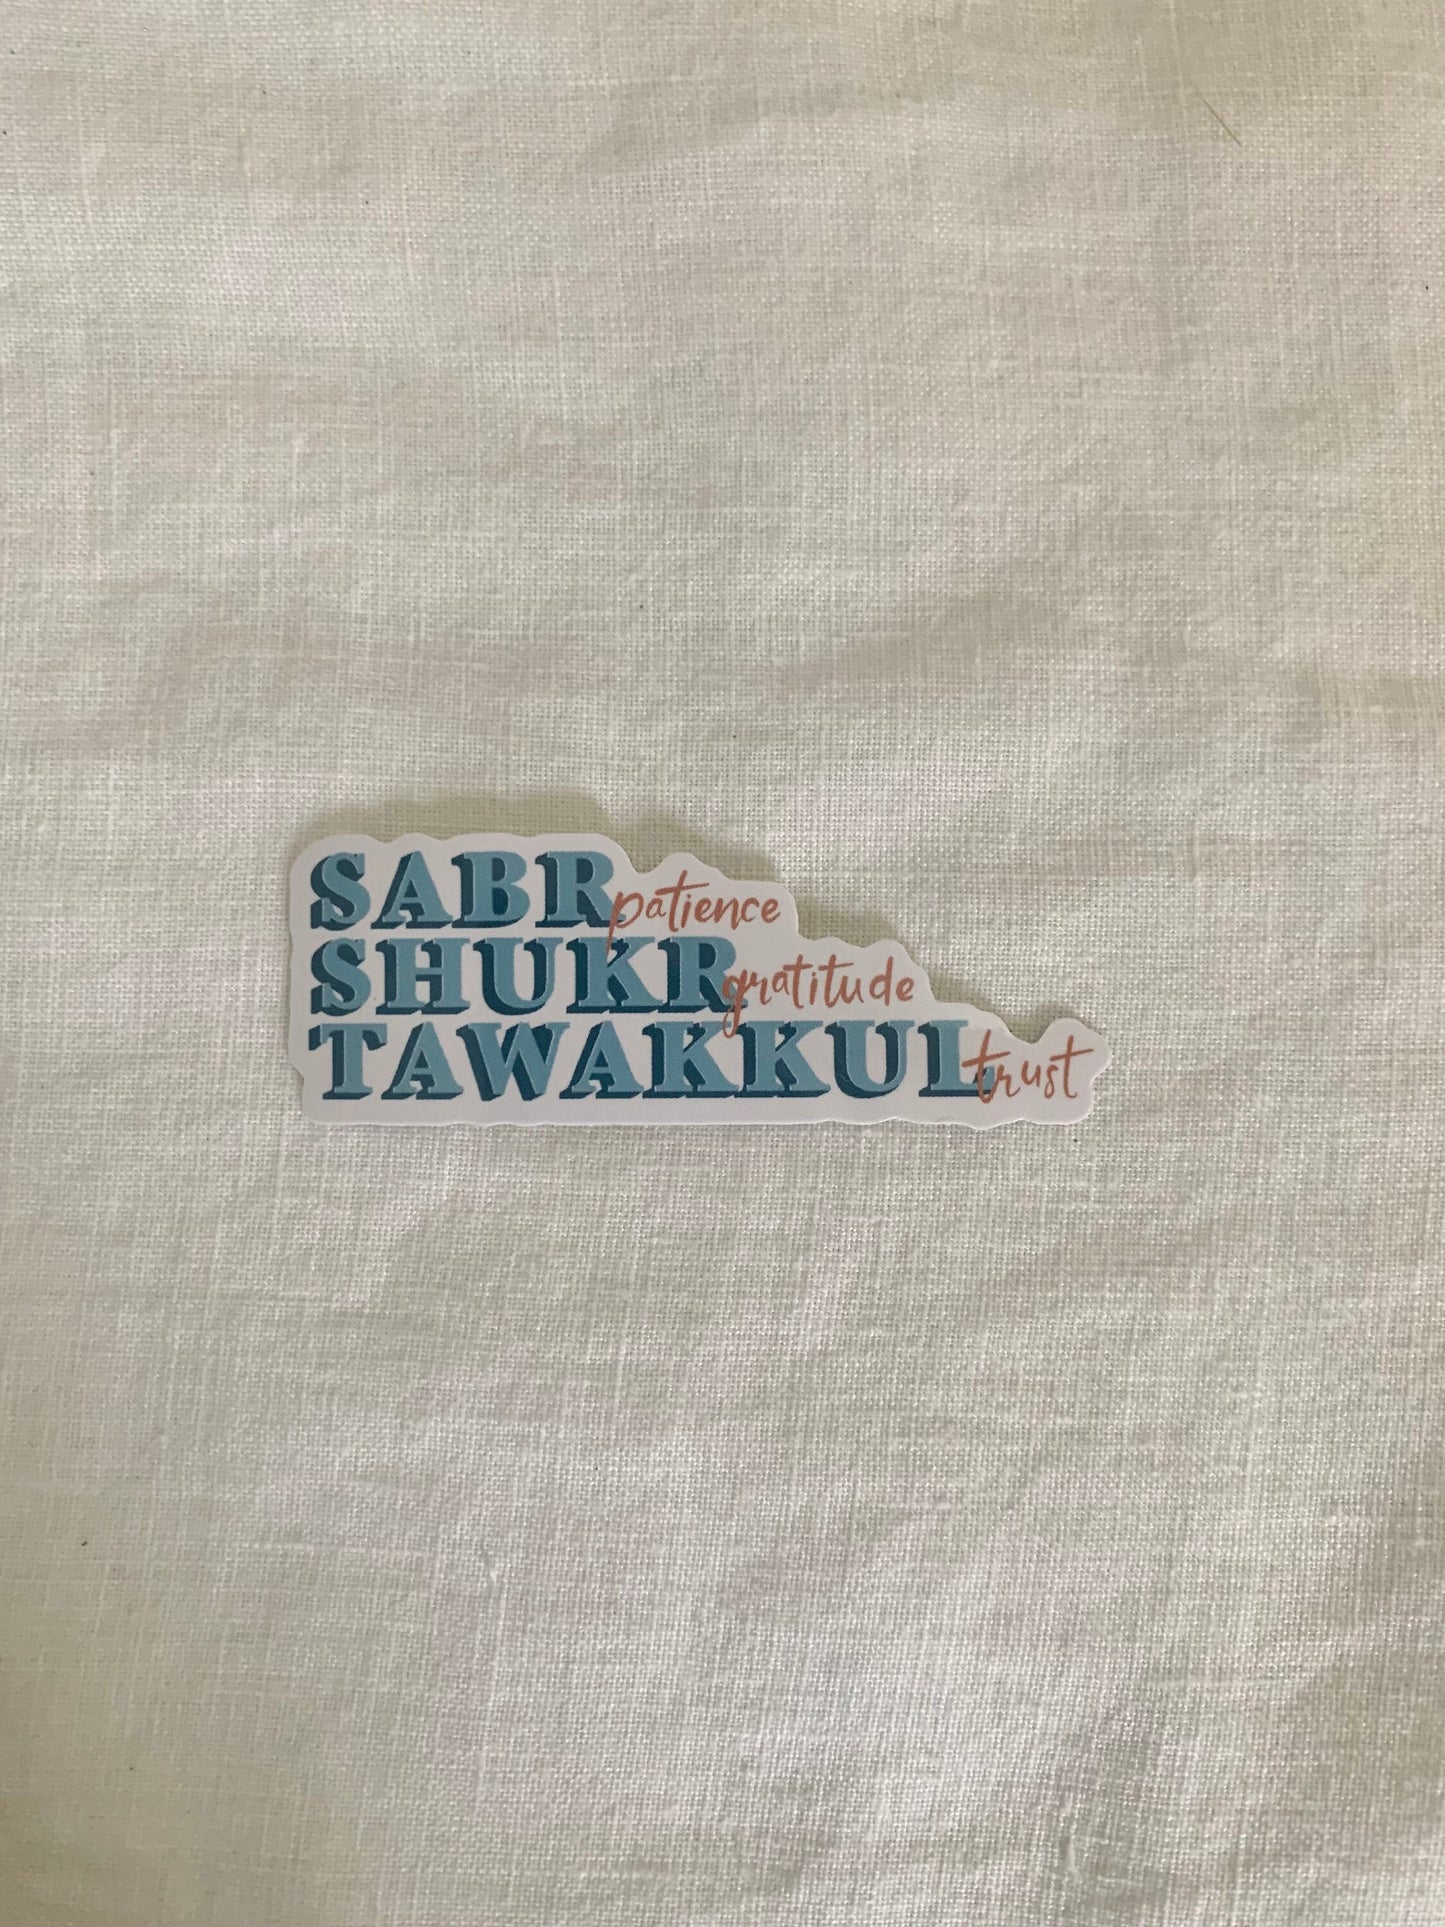 SABR patience
SHUKR gratitude
TAWAKKUL trust